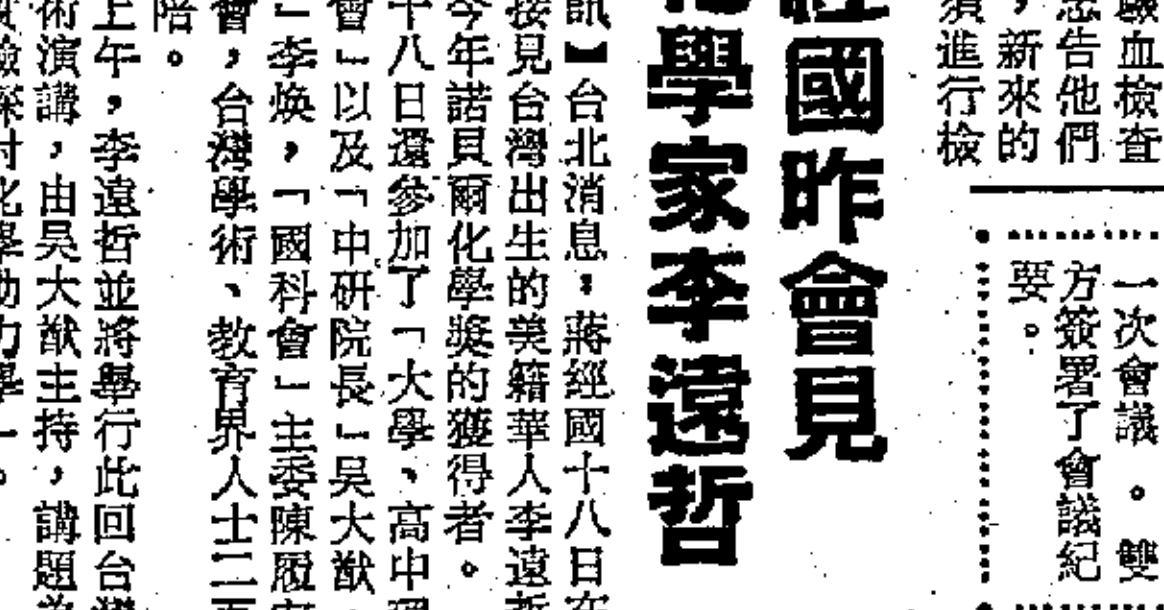 血檢查
告他們
，新來的
須進行檢
一次會議。雙
方簽署了會議紀
要。
國昨會見
學家李遠哲
訊】台北消息：蔣經國十八日在
接見台灣出生的美籍華人李遠哲
今年諾貝爾化學獎的獲得者。
十八日還參加了「大學、高中
會」以及「中研院長」吳大猷、
」李煥，「國科會」主委陳履安
會，台灣學術、教育界人士二百
陪。
上午，李遠哲並將舉行此回台灣
術演講，由吳大猷主持，講題為
探討化學動力學」。